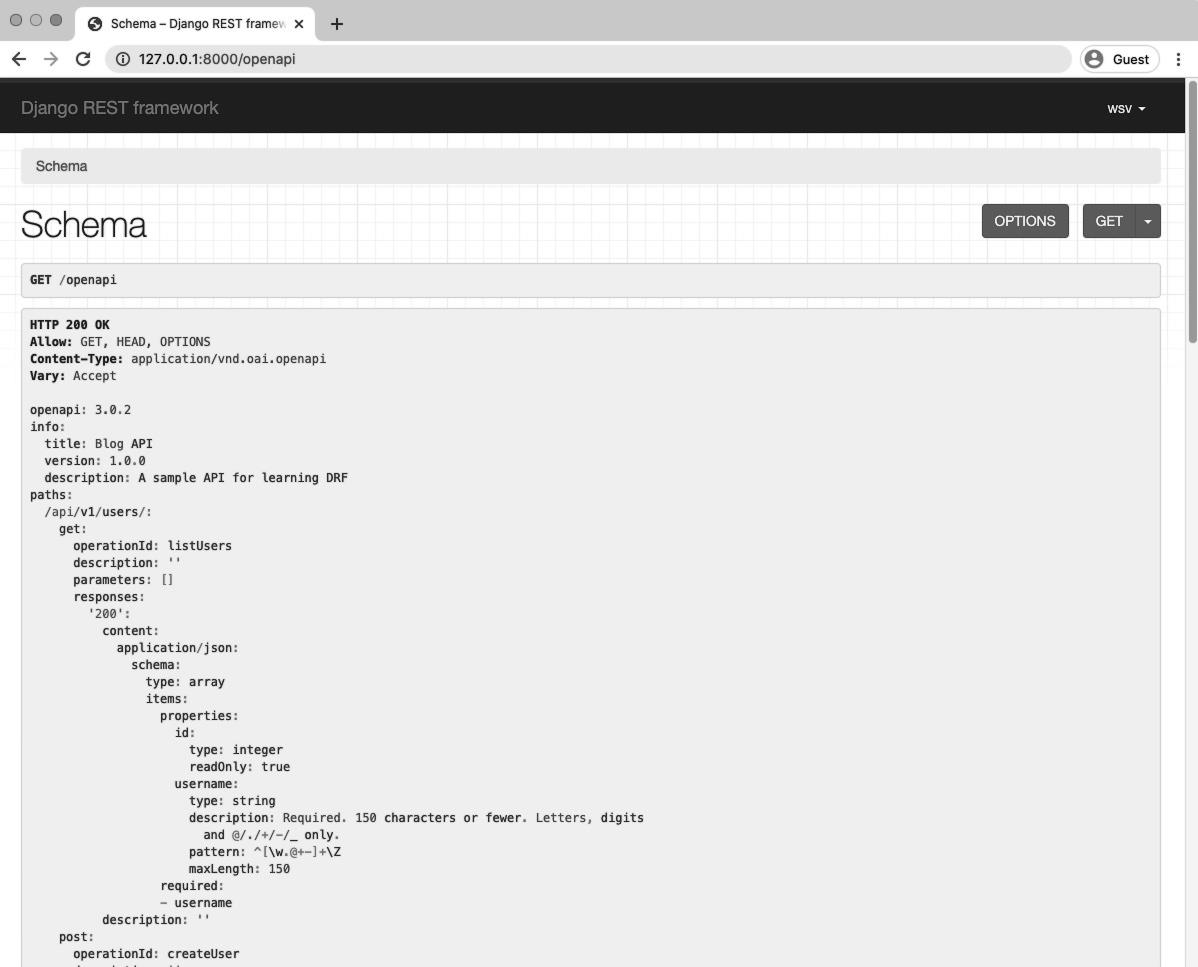 Schema – Django REST framew
127.0.0.1:8000/openapi
Guest
Django REST framework
wsv
Schema
Schema
OPTIONS
GET
GET /openapi
HTTP 200 OK
Allow: GET, HEAD, OPTIONS
Content-Type: application/vnd.oai.openapi
Vary: Accept
openapi: 3.0.2
info:
  title: Blog API
  version: 1.0.0
  description: A sample API for learning DRF
paths:
  /api/v1/users/:
    get:
      operationId: listUsers
      description: ''
      parameters: []
      responses:
        '200':
          content:
            application/json:
              schema:
                type: array
                items:
                  properties:
                    id:
                      type: integer
                      readOnly: true
                    username:
                      type: string
                      description: Required. 150 characters or fewer. Letters, digits
                        and @/./+/-/_ only.
                      pattern: ^[\w.@+-]+\Z
                      maxLength: 150
                  required:
                  - username
          description: ''
    post:
      operationId: createUser